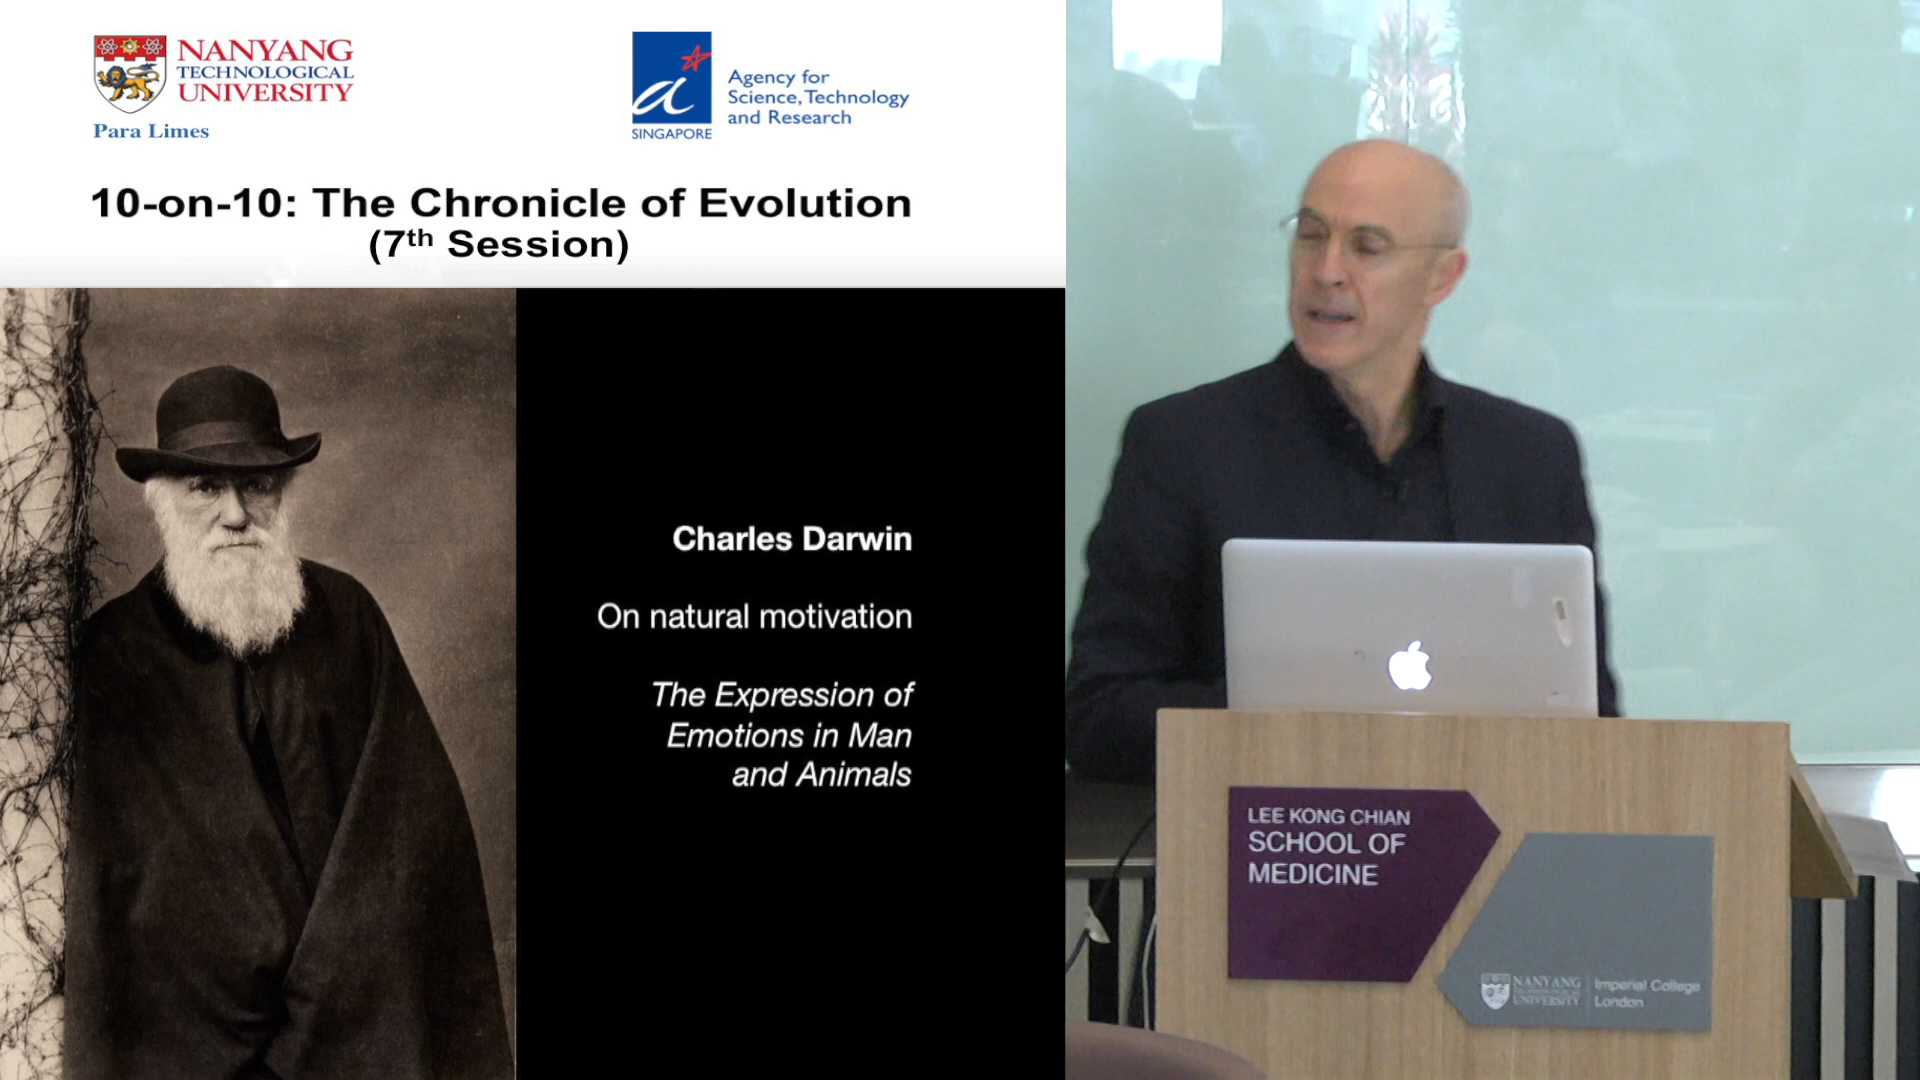 NANYANG
TECHNOLOGICAL
UNIVERSITY
Para Limes
SINGAPORE
Agency for
Science, Technology
and Research
10-on-10: The Chronicle of Evolution
(7th Session)
Charles Darwin
On natural motivation
The Expression of
Emotions in Man
and Animals
LEE KONG CHIAN
SCHOOL OF
MEDICINE
NANYANG
UNIVERSITY
Imperial College
London